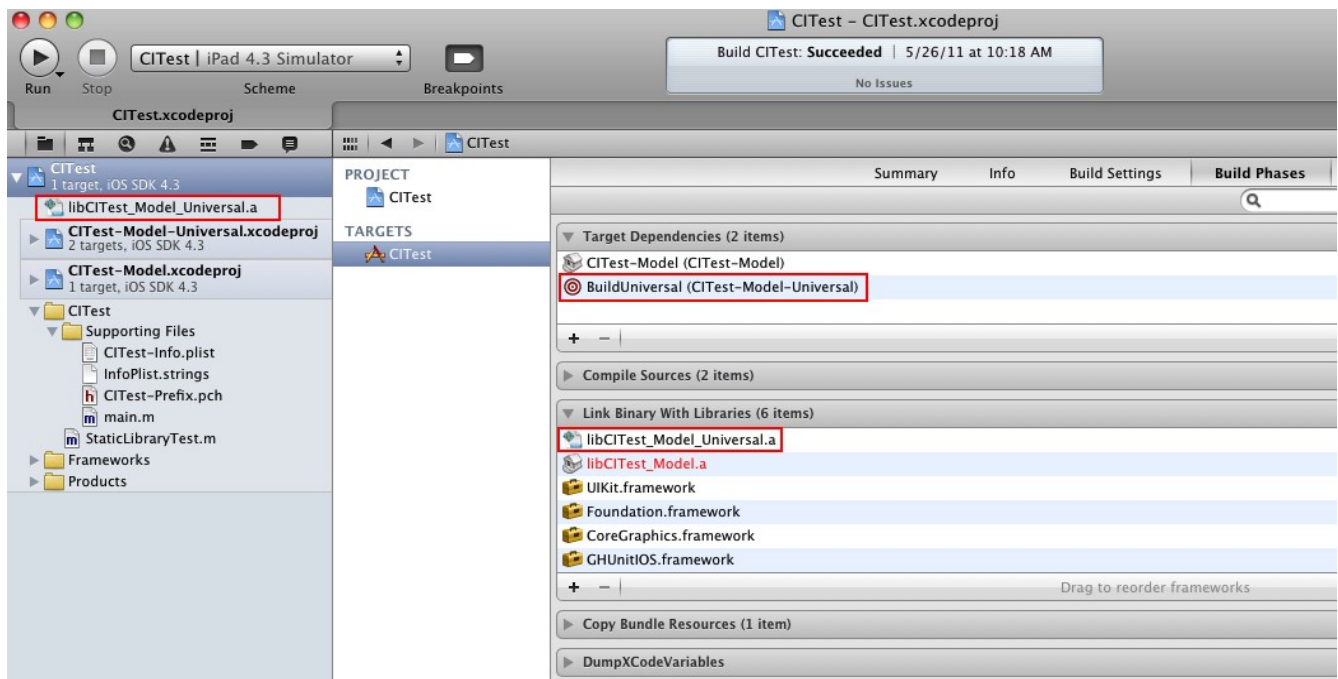 CITest – CITest.xcodeproj
CITest | iPad 4.3 Simulator
Build CITest: Succeeded | 5/26/11 at 10:18 AM
No Issues
Run Stop Scheme Breakpoints
CITest.xcodeproj
CITest
CITest
1 target, iOS SDK 4.3
libCITest_Model_Universal.a
CITest-Model-Universal.xcodeproj
2 targets, iOS SDK 4.3
CITest-Model.xcodeproj
1 target, iOS SDK 4.3
CITest
Supporting Files
CITest-Info.plist
InfoPlist.strings
h CITest-Prefix.pch
m main.m
m StaticLibraryTest.m
Frameworks
Products
PROJECT
CITest
TARGETS
CITest
Summary Info Build Settings Build Phases
Target Dependencies (2 items)
CITest-Model (CITest-Model)
BuildUniversal (CITest-Model-Universal)
+ –
Compile Sources (2 items)
Link Binary With Libraries (6 items)
libCITest_Model_Universal.a
libCITest_Model.a
UIKit.framework
Foundation.framework
CoreGraphics.framework
GHUnitIOS.framework
+ – Drag to reorder frameworks
Copy Bundle Resources (1 item)
DumpXCodeVariables